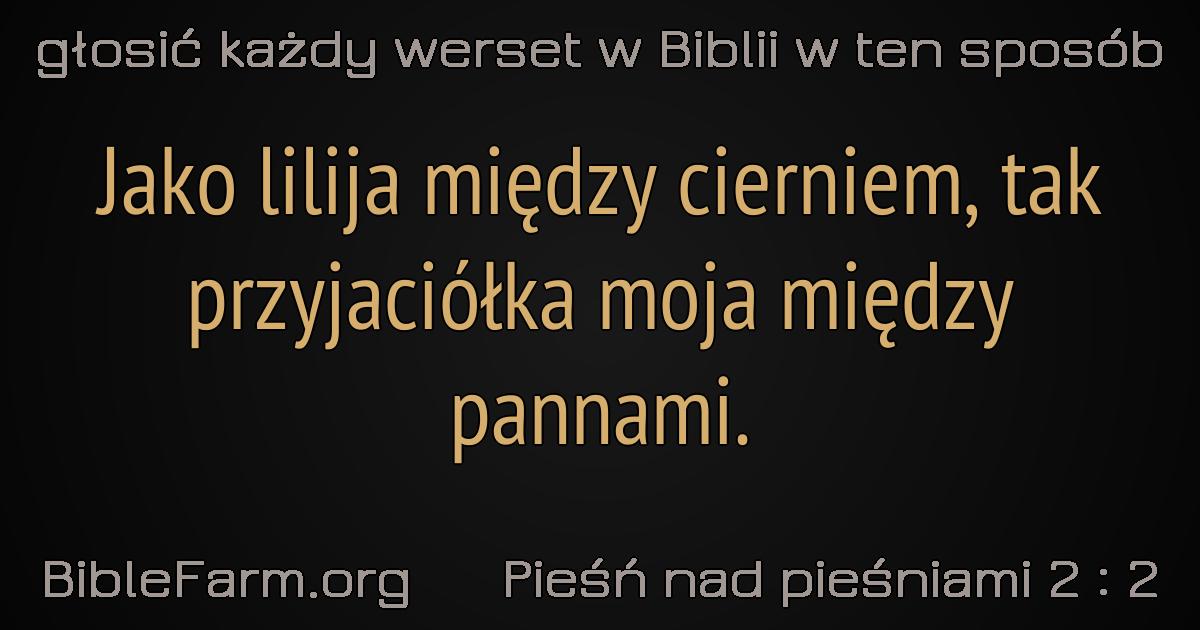 głosić każdy werset w Biblii w ten sposób
Jako lilija między cierniem, tak
przyjaciółka moja między
pannami.
BibleFarm.org
Pieśń nad pieśniami 2 : 2